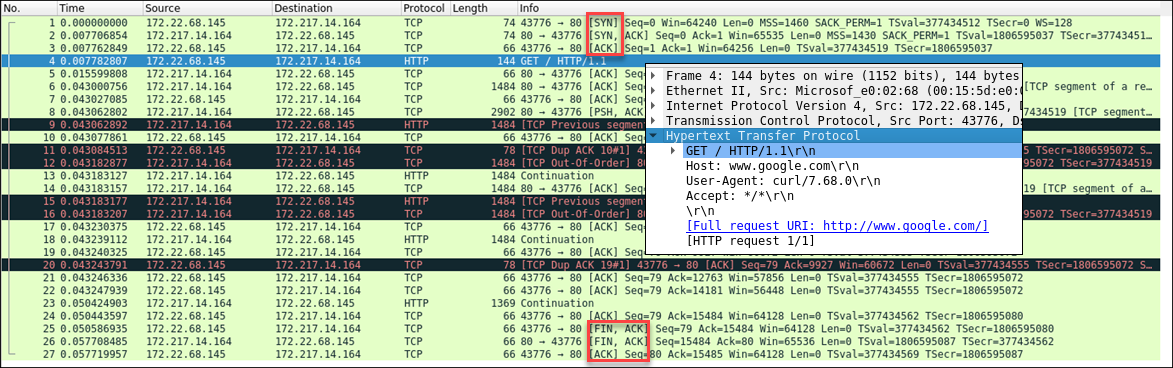 No. Time Source Destination Protocol Length Info
1 0.000000000 172.22.68.145 172.217.14.164 TCP 74 43776 → 80 [SYN] Seq=0 Win=64240 Len=0 MSS=1460 SACK_PERM=1 TSval=377434512 TSecr=0 WS=128
2 0.007706854 172.217.14.164 172.22.68.145 TCP 74 80 → 43776 [SYN, ACK] Seq=0 Ack=1 Win=65535 Len=0 MSS=1430 SACK_PERM=1 TSval=1806595037 TSecr=37743451…
3 0.007762849 172.22.68.145 172.217.14.164 TCP 66 43776 → 80 [ACK] Seq=1 Ack=1 Win=64256 Len=0 TSval=377434519 TSecr=1806595037
4 0.007782807 172.22.68.145 172.217.14.164 HTTP 144 GET / HTTP/1.1
5 0.015599808 172.217.14.164 172.22.68.145 TCP 66 80 → 43776 [ACK] Seq=
6 0.043000756 172.217.14.164 172.22.68.145 TCP 1484 80 → 43776 [ACK] Seq= [TCP segment of a re…
7 0.043027085 172.22.68.145 172.217.14.164 TCP 66 43776 → 80 [ACK] Seq=
8 0.043062802 172.217.14.164 172.22.68.145 TCP 2902 80 → 43776 [PSH, ACK 77434519 [TCP segment…
9 0.043062892 172.217.14.164 172.22.68.145 HTTP 1484 [TCP Previous segmen
10 0.043077861 172.22.68.145 172.217.14.164 TCP 66 43776 → 80 [ACK] Seq=
11 0.043084513 172.22.68.145 172.217.14.164 TCP 78 [TCP Dup ACK 10#1] 43 TSecr=1806595072 S…
12 0.043182877 172.217.14.164 172.22.68.145 TCP 1484 [TCP Out-Of-Order] 80 95072 TSecr=377434519
13 0.043183127 172.217.14.164 172.22.68.145 HTTP 1484 Continuation
14 0.043183157 172.217.14.164 172.22.68.145 TCP 1484 80 → 43776 [ACK] Seq= 19 [TCP segment of a…
15 0.043183177 172.217.14.164 172.22.68.145 HTTP 1484 [TCP Previous segmen
16 0.043183207 172.217.14.164 172.22.68.145 TCP 1484 [TCP Out-Of-Order] 80 595072 TSecr=377434519
17 0.043230375 172.22.68.145 172.217.14.164 TCP 66 43776 → 80 [ACK] Seq=
18 0.043239112 172.217.14.164 172.22.68.145 HTTP 1484 Continuation
19 0.043240325 172.22.68.145 172.217.14.164 TCP 66 43776 → 80 [ACK]
20 0.043243791 172.22.68.145 172.217.14.164 TCP 78 [TCP Dup ACK 19#1] 43776 → 80 [ACK] Seq=79 Ack=9927 Win=60672 Len=0 TSval=377434555 TSecr=1806595072 S…
21 0.043246336 172.22.68.145 172.217.14.164 TCP 66 43776 → 80 [ACK] Seq=79 Ack=12763 Win=57856 Len=0 TSval=377434555 TSecr=1806595072
22 0.043247939 172.22.68.145 172.217.14.164 TCP 66 43776 → 80 [ACK] Seq=79 Ack=14181 Win=56448 Len=0 TSval=377434555 TSecr=1806595072
23 0.050424903 172.217.14.164 172.22.68.145 HTTP 1369 Continuation
24 0.050443597 172.22.68.145 172.217.14.164 TCP 66 43776 → 80 [ACK] Seq=79 Ack=15484 Win=64128 Len=0 TSval=377434562 TSecr=1806595080
25 0.050586935 172.22.68.145 172.217.14.164 TCP 66 43776 → 80 [FIN, ACK] Seq=79 Ack=15484 Win=64128 Len=0 TSval=377434562 TSecr=1806595080
26 0.057708485 172.217.14.164 172.22.68.145 TCP 66 80 → 43776 [FIN, ACK] Seq=15484 Ack=80 Win=65536 Len=0 TSval=1806595087 TSecr=377434562
27 0.057719957 172.22.68.145 172.217.14.164 TCP 66 43776 → 80 [ACK] Seq=80 Ack=15485 Win=64128 Len=0 TSval=377434569 TSecr=1806595087
Frame 4: 144 bytes on wire (1152 bits), 144 bytes
Ethernet II, Src: Microsof_e0:02:68 (00:15:5d:e0:
Internet Protocol Version 4, Src: 172.22.68.145,
Transmission Control Protocol, Src Port: 43776,
Hypertext Transfer Protocol
GET / HTTP/1.1\r\n
Host: www.google.com\r\n
User-Agent: curl/7.68.0\r\n
Accept: */*\r\n
\r\n
[Full request URI: http://www.google.com/]
[HTTP request 1/1]